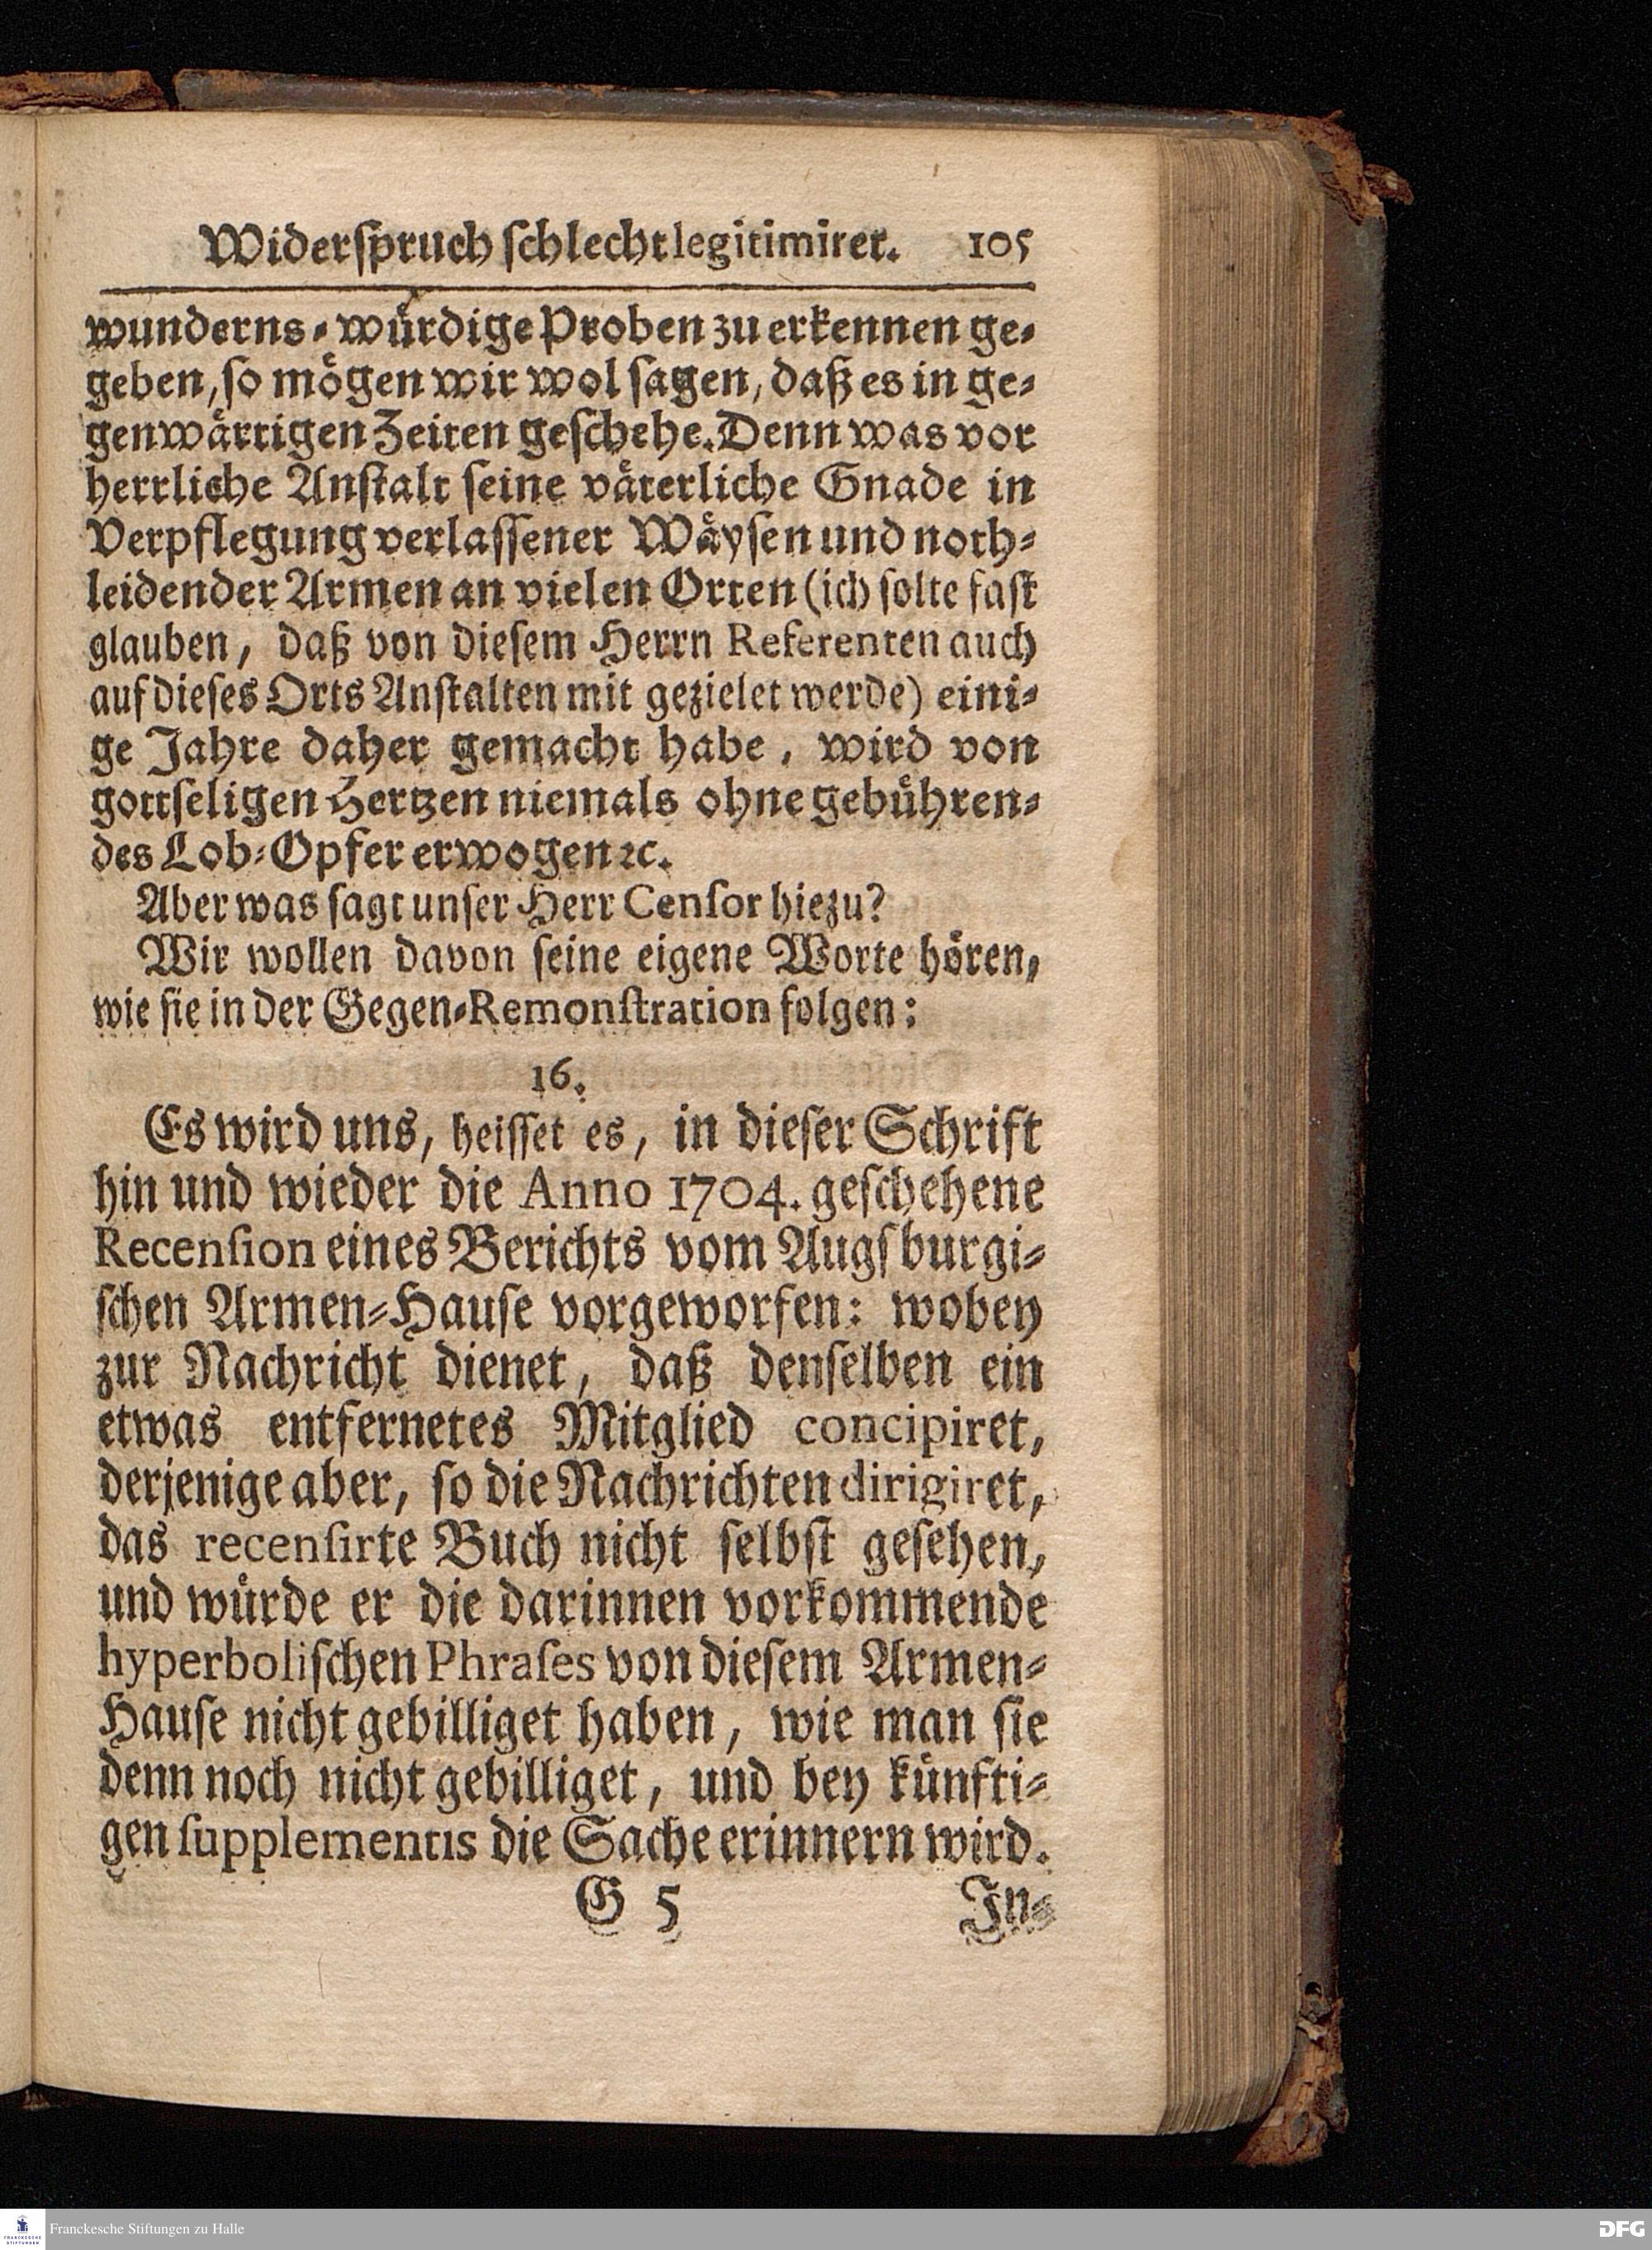 Widerspruch schlecht legitimiret. 105
wunderns-würdige Proben zu erkennen ge-
geben, so mögen wir wol sagen, daß es in ge-
genwärtigen Zeiten geschehe. Denn was vor
herrliche Anstalt seine väterliche Gnade in
Verpflegung verlassener Wäysen und noth-
leidender Armen an vielen Orten (ich solte fast
glauben, daß von diesem Herrn Referenten auch
auf dieses Orts Anstalten mit gezielet werde) eini-
ge Jahre daher gemacht habe, wird von
gottseligen Hertzen niemals ohne gebühren-
des Lob-Opfer erwogen ꝛc.
Aber was sagt unser Herr Censor hiezu?
Wir wollen davon seine eigene Worte hören,
wie sie in der Gegen-Remonstration folgen:
16.
Es wird uns, heisset es, in dieser Schrift
hin und wieder die Anno 1704. geschehene
Recension eines Berichts vom Augsburgi-
schen Armen-Hause vorgeworfen: wobey
zur Nachricht dienet, daß denselben ein
etwas entfernetes Mitglied concipiret,
derjenige aber, so die Nachrichten dirigiret,
das recensirte Buch nicht selbst gesehen,
und würde er die darinnen vorkommende
hyperbolischen Phrases von diesem Armen-
Hause nicht gebilliget haben, wie man sie
denn noch nicht gebilliget, und bey künfti-
gen supplementis die Sache erinnern wird.
G 5 In-
Franckesche Stiftungen zu Halle
FRANCKESCHE STIFTUNGEN
DFG